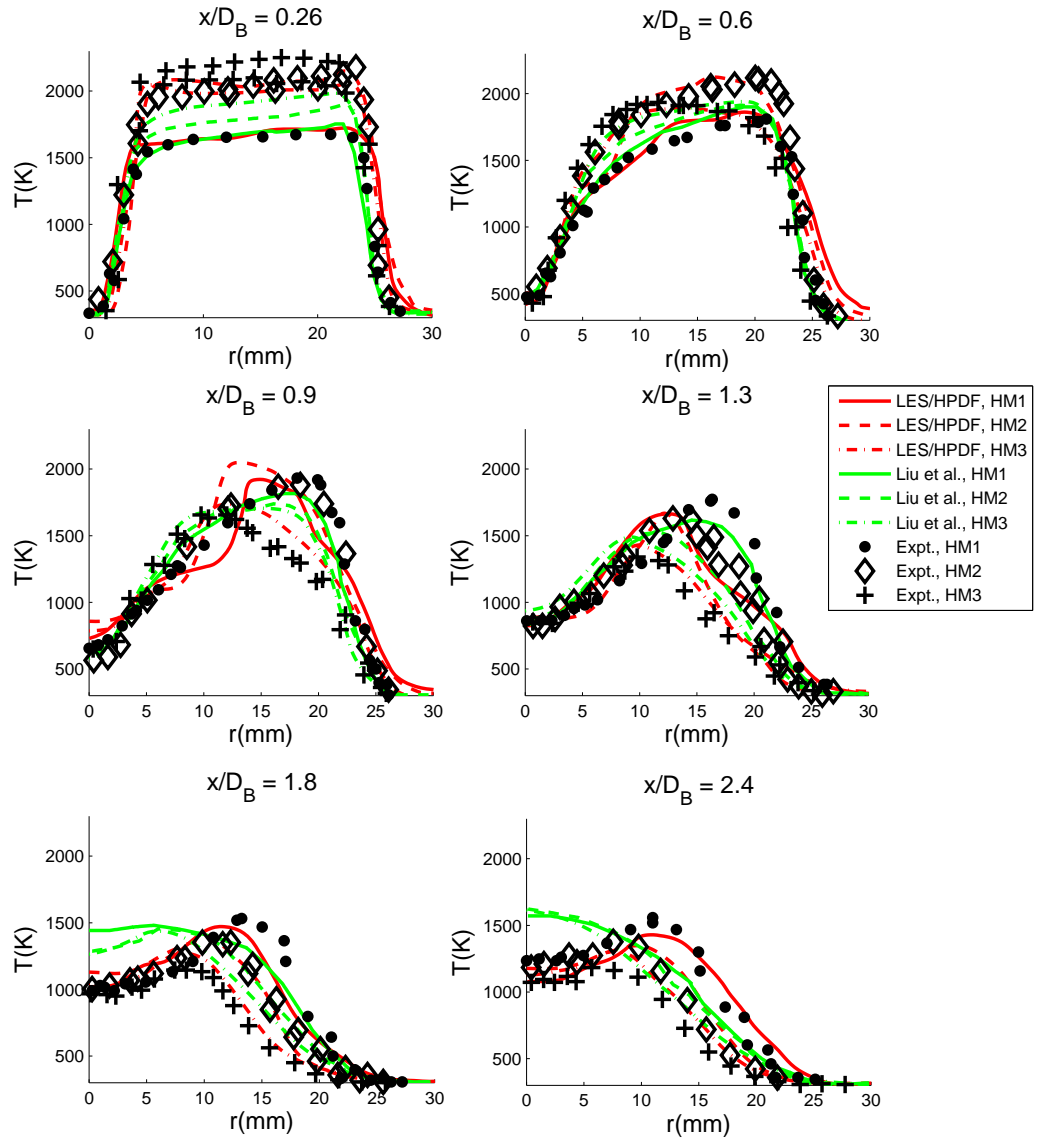 x/D_B = 0.26
T(K)
2000
1500
1000
500
0 10 20 30
r(mm)
x/D_B = 0.6
T(K)
2000
1500
1000
500
0 5 10 15 20 25 30
r(mm)
x/D_B = 0.9
T(K)
2000
1500
1000
500
0 5 10 15 20 25 30
r(mm)
x/D_B = 1.3
T(K)
2000
1500
1000
500
0 5 10 15 20 25 30
r(mm)
LES/HPDF, HM1
LES/HPDF, HM2
LES/HPDF, HM3
Liu et al., HM1
Liu et al., HM2
Liu et al., HM3
Expt., HM1
Expt., HM2
Expt., HM3
x/D_B = 1.8
T(K)
2000
1500
1000
500
0 5 10 15 20 25 30
r(mm)
x/D_B = 2.4
T(K)
2000
1500
1000
500
0 5 10 15 20 25 30
r(mm)